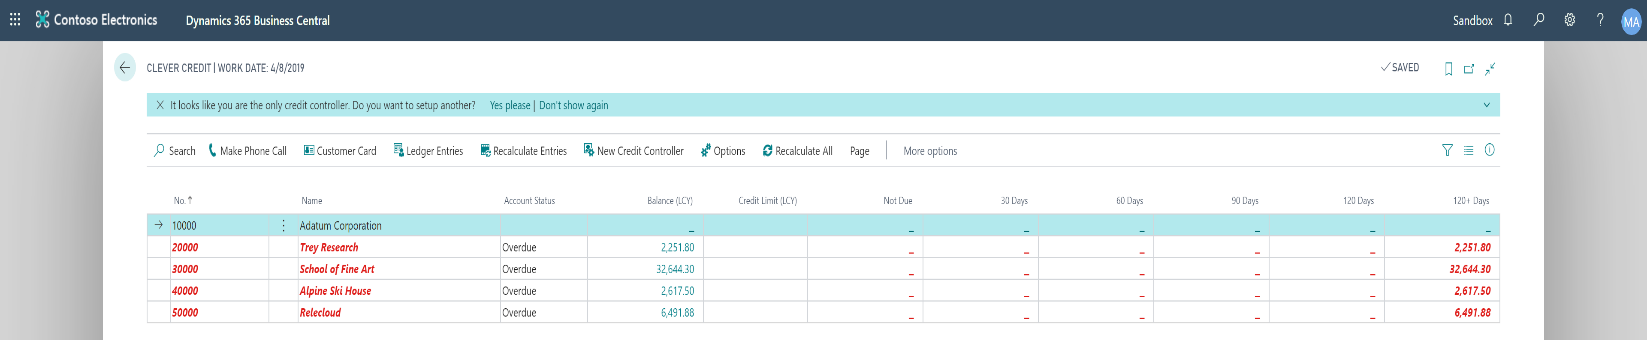 Contoso Electronics Dynamics 365 Business Central Sandbox ? MA
CLEVER CREDIT | WORK DATE: 4/8/2019 ✓SAVED
It looks like you are the only credit controller. Do you want to setup another? Yes please | Don't show again
Search Make Phone Call Customer Card Ledger Entries Recalculate Entries New Credit Controller Options Recalculate All Page More options
No.↑ Name Account Status Balance (LCY) Credit Limit (LCY) Not Due 30 Days 60 Days 90 Days 120 Days 120+ Days
→ 10000 ⋮ Adatum Corporation _ _ _ _ _ _ _
20000 Trey Research Overdue 2,251.80 _ _ _ _ _ 2,251.80
30000 School of Fine Art Overdue 32,644.30 _ _ _ _ _ 32,644.30
40000 Alpine Ski House Overdue 2,617.50 _ _ _ _ _ 2,617.50
50000 Relecloud Overdue 6,491.88 _ _ _ _ _ 6,491.88